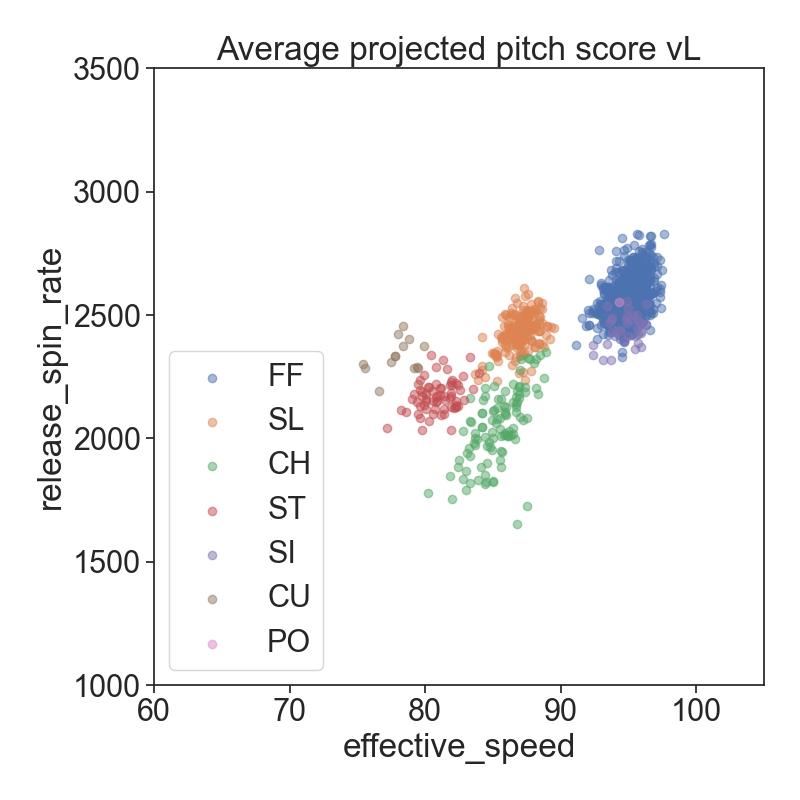 Average projected pitch score vL
3500
3000
2500
2000
1500
1000
release_spin_rate
FF
SL
CH
ST
SI
CU
PO
60
70
80
90
100
effective_speed